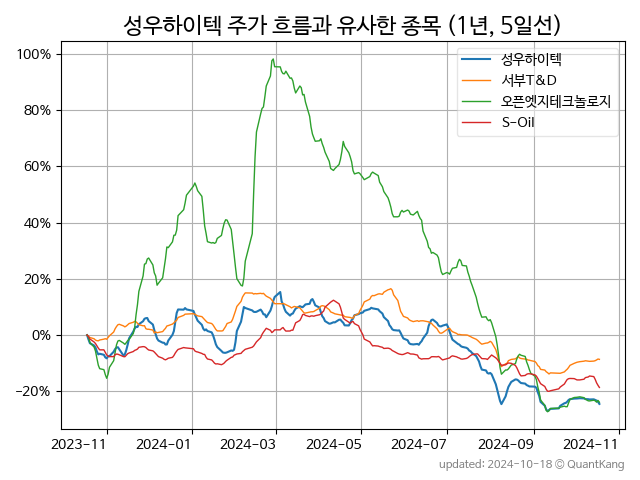 성우하이텍 주가 흐름과 유사한 종목 (1년, 5일선)
성우하이텍
서부T&D
오픈엣지테크놀로지
S-Oil
100%
80%
60%
40%
20%
0%
−20%
2023-11
2024-01
2024-03
2024-05
2024-07
2024-09
2024-11
updated: 2024-10-18 © QuantKang